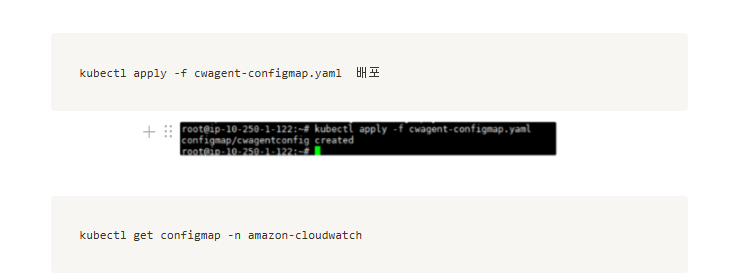 kubectl apply -f cwagent-configmap.yaml 배포
root@ip-10-250-1-122:~# kubectl apply -f cwagent-configmap.yaml
configmap/cwagentconfig created
root@ip-10-250-1-122:~#
kubectl get configmap -n amazon-cloudwatch